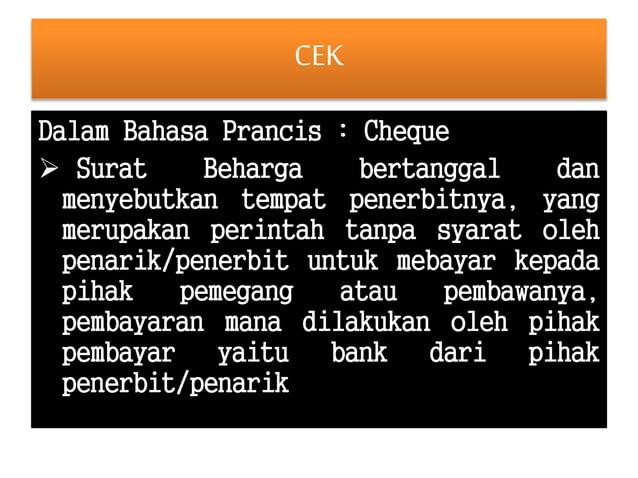 CEK
Dalam Bahasa Prancis : Cheque
➢ Surat Beharga bertanggal dan
menyebutkan tempat penerbitnya, yang
merupakan perintah tanpa syarat oleh
penarik/penerbit untuk mebayar kepada
pihak pemegang atau pembawanya,
pembayaran mana dilakukan oleh pihak
pembayar yaitu bank dari pihak
penerbit/penarik